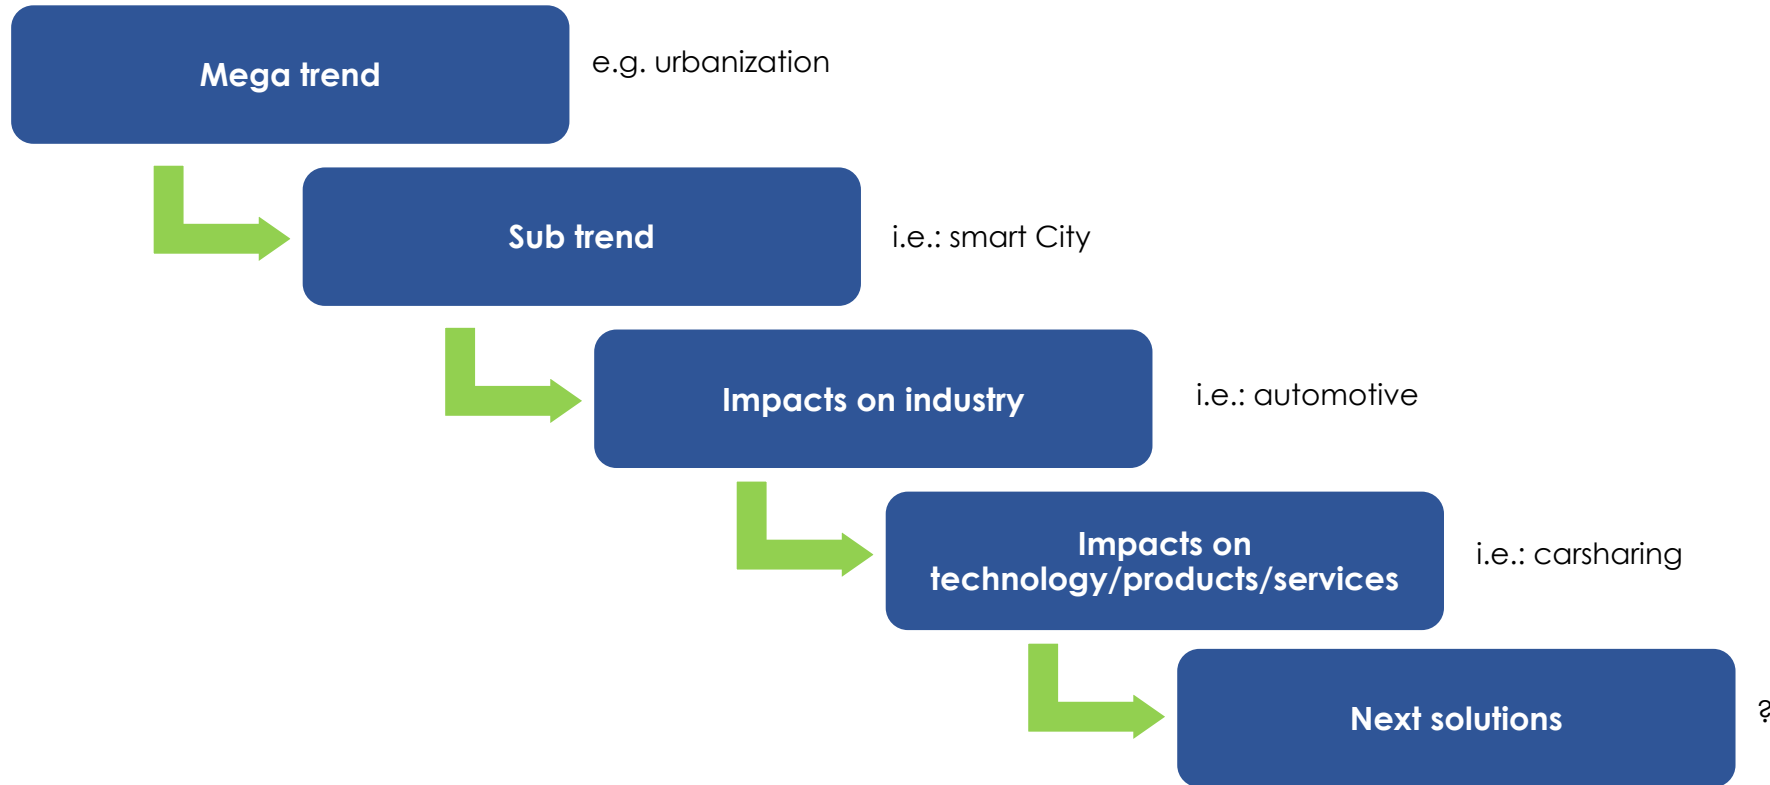 Mega trend
e.g. urbanization
Sub trend
i.e.: smart City
Impacts on industry
i.e.: automotive
Impacts on
technology/products/services
i.e.: carsharing
Next solutions
?